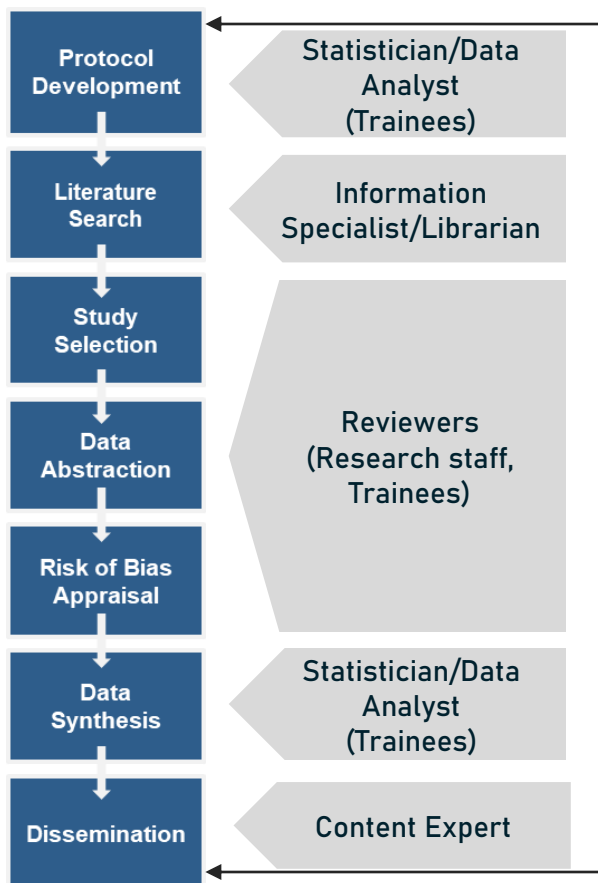 Protocol
Development
Statistician/Data
Analyst
(Trainees)
Literature
Search
Information
Specialist/Librarian
Study
Selection
Data
Abstraction
Risk of Bias
Appraisal
Reviewers
(Research staff,
Trainees)
Data
Synthesis
Statistician/Data
Analyst
(Trainees)
Dissemination
Content Expert